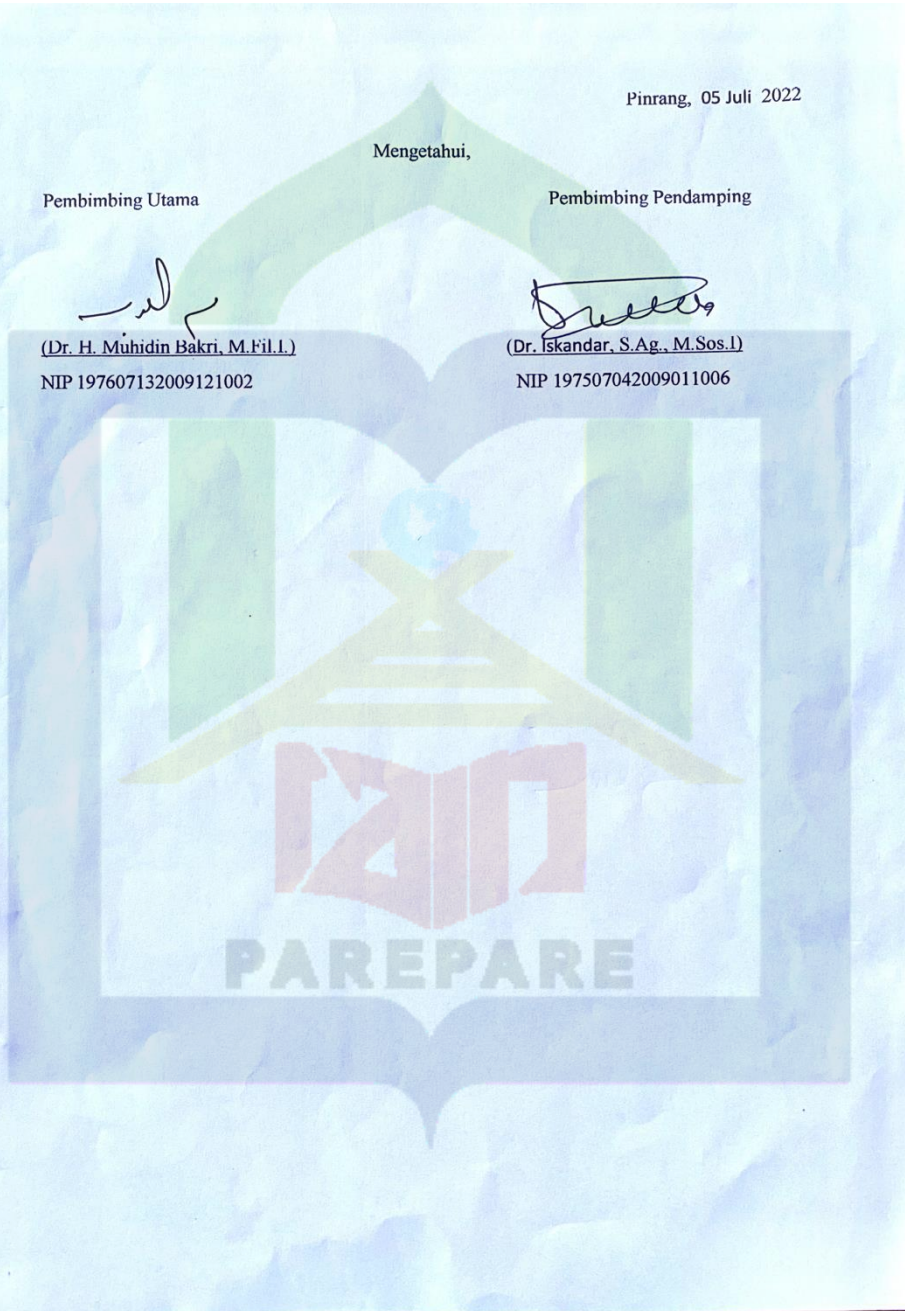 Pinrang, 05 Juli 2022
Mengetahui,
Pembimbing Utama
Pembimbing Pendamping
(Dr. H. Muhidin Bakri, M.Fil.I.)
(Dr. Iskandar, S.Ag., M.Sos.I)
NIP 197607132009121002
NIP 197507042009011006
IAIN
PAREPARE